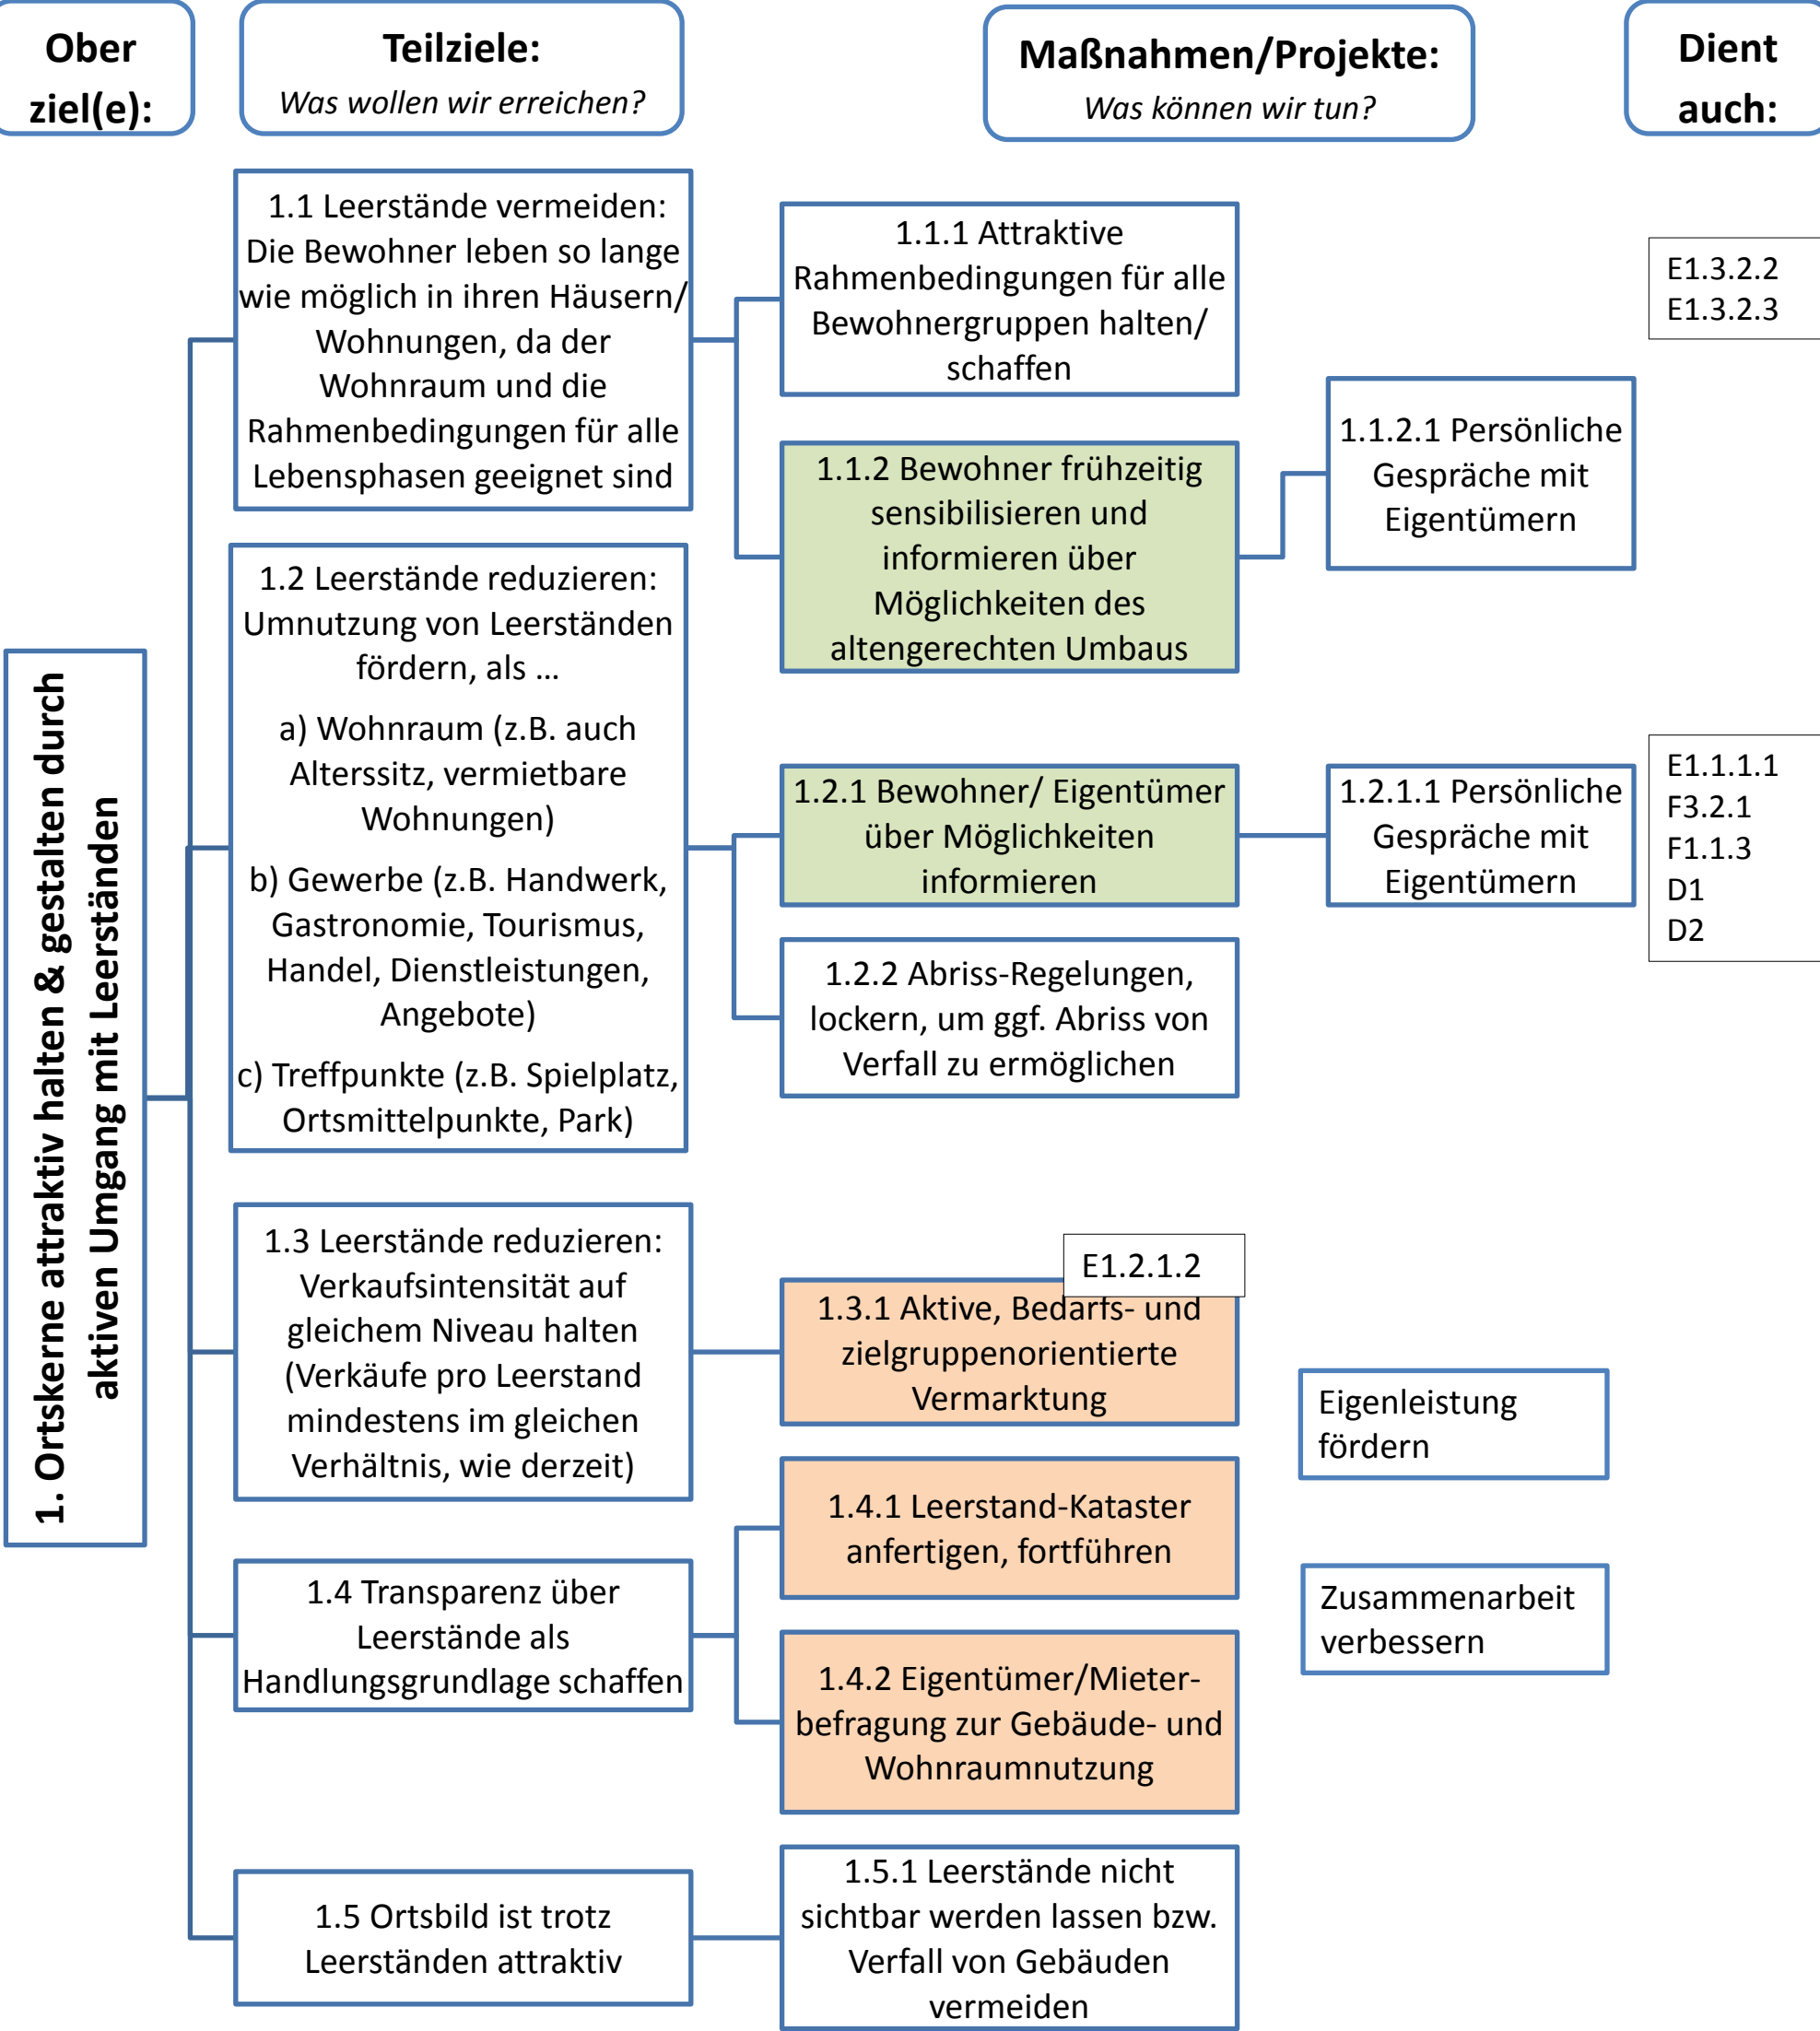 Ober
ziel(e):
Teilziele:
Was wollen wir erreichen?
Maßnahmen/Projekte:
Was können wir tun?
Dient
auch:
1. Ortskerne attraktiv halten & gestalten durch
aktiven Umgang mit Leerständen
1.1 Leerstände vermeiden:
Die Bewohner leben so lange
wie möglich in ihren Häusern/
Wohnungen, da der
Wohnraum und die
Rahmenbedingungen für alle
Lebensphasen geeignet sind
1.1.1 Attraktive
Rahmenbedingungen für alle
Bewohnergruppen halten/
schaffen
E1.3.2.2
E1.3.2.3
1.1.2 Bewohner frühzeitig
sensibilisieren und
informieren über
Möglichkeiten des
altengerechten Umbaus
1.1.2.1 Persönliche
Gespräche mit
Eigentümern
1.2 Leerstände reduzieren:
Umnutzung von Leerständen
fördern, als ...
a) Wohnraum (z.B. auch
Alterssitz, vermietbare
Wohnungen)
b) Gewerbe (z.B. Handwerk,
Gastronomie, Tourismus,
Handel, Dienstleistungen,
Angebote)
c) Treffpunkte (z.B. Spielplatz,
Ortsmittelpunkte, Park)
1.2.1 Bewohner/ Eigentümer
über Möglichkeiten
informieren
1.2.1.1 Persönliche
Gespräche mit
Eigentümern
E1.1.1.1
F3.2.1
F1.1.3
D1
D2
1.2.2 Abriss-Regelungen,
lockern, um ggf. Abriss von
Verfall zu ermöglichen
1.3 Leerstände reduzieren:
Verkaufsintensität auf
gleichem Niveau halten
(Verkäufe pro Leerstand
mindestens im gleichen
Verhältnis, wie derzeit)
E1.2.1.2
1.3.1 Aktive, Bedarfs- und
zielgruppenorientierte
Vermarktung
Eigenleistung
fördern
1.4 Transparenz über
Leerstände als
Handlungsgrundlage schaffen
1.4.1 Leerstand-Kataster
anfertigen, fortführen
Zusammenarbeit
verbessern
1.4.2 Eigentümer/Mieter-
befragung zur Gebäude- und
Wohnraumnutzung
1.5 Ortsbild ist trotz
Leerständen attraktiv
1.5.1 Leerstände nicht
sichtbar werden lassen bzw.
Verfall von Gebäuden
vermeiden